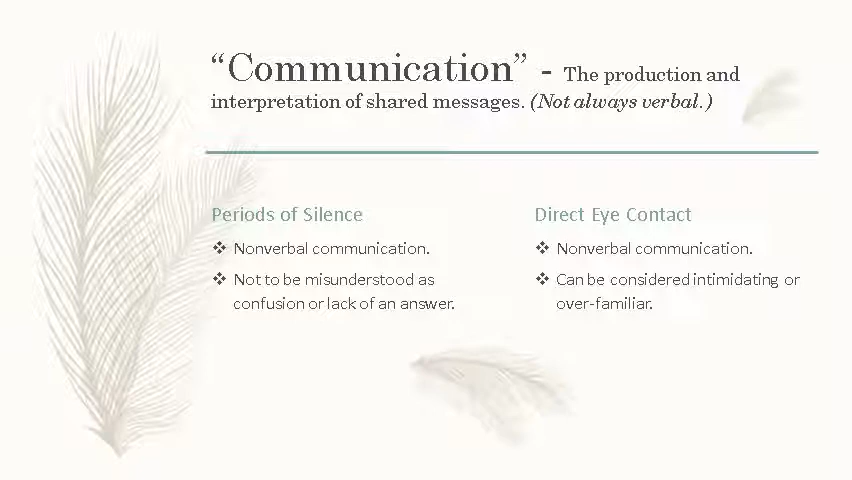 “Communication” - The production and
interpretation of shared messages. (Not always verbal.)
Periods of Silence
❖ Nonverbal communication.
❖ Not to be misunderstood as
confusion or lack of an answer.
Direct Eye Contact
❖ Nonverbal communication.
❖ Can be considered intimidating or
over-familiar.